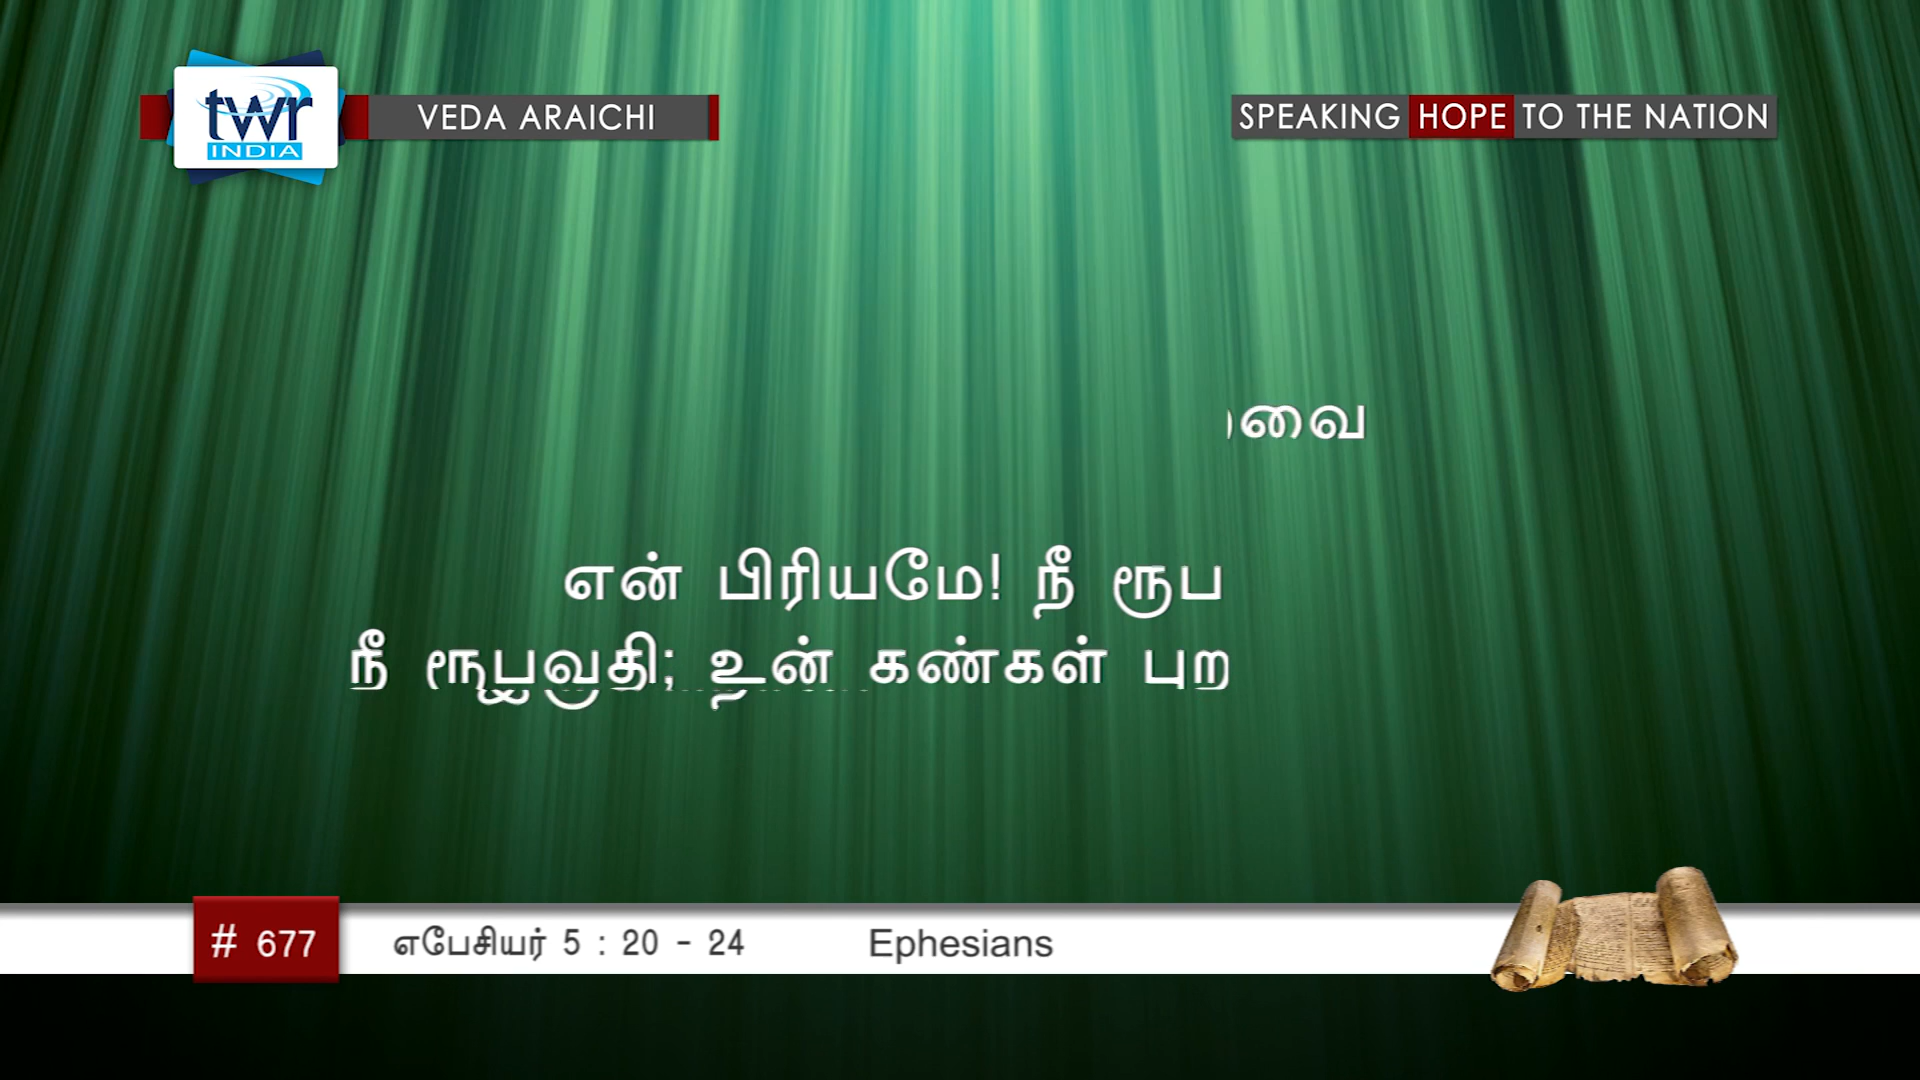 twr
INDIA
VEDA ARAICHI
SPEAKING HOPE TO THE NATION
என் பிரியமே! நீ ரூப
நீ ரூபவதி; உன் கண்கள் புற
# 677
எபேசியர் 5 : 20 - 24
Ephesians